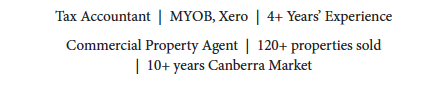 Tax Accountant | MYOB, Xero | 4+ Years’ Experience
Commercial Property Agent | 120+ properties sold
| 10+ years Canberra Market